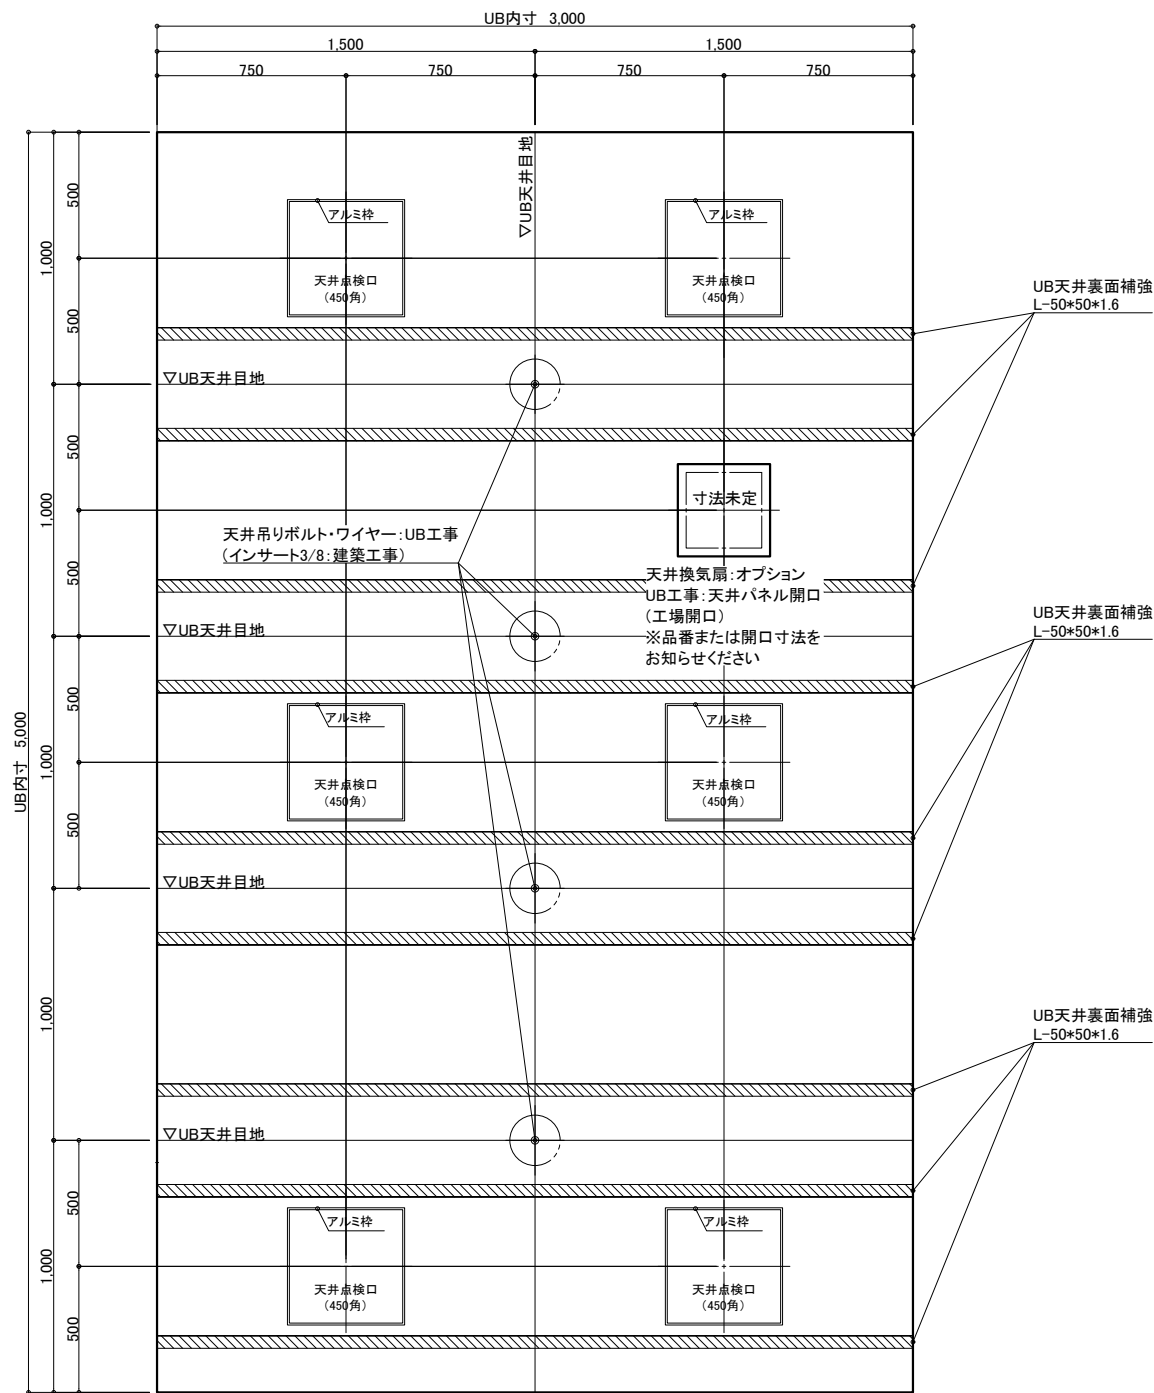 UB内寸 3,000
1,500
1,500
750
750
750
750
▽UB天井目地
UB内寸 5,000
1,000
1,000
1,000
1,000
1,000
500
500
500
500
500
500
500
500
アルミ枠
天井点検口
(450角)
アルミ枠
天井点検口
(450角)
UB天井裏面補強
L-50*50*1.6
▽UB天井目地
寸法未定
天井吊りボルト・ワイヤー:UB工事
(インサート3/8:建築工事)
天井換気扇:オプション
UB工事:天井パネル開口
(工場開口)
※品番または開口寸法を
お知らせください
▽UB天井目地
UB天井裏面補強
L-50*50*1.6
アルミ枠
天井点検口
(450角)
アルミ枠
天井点検口
(450角)
▽UB天井目地
UB天井裏面補強
L-50*50*1.6
▽UB天井目地
アルミ枠
天井点検口
(450角)
アルミ枠
天井点検口
(450角)